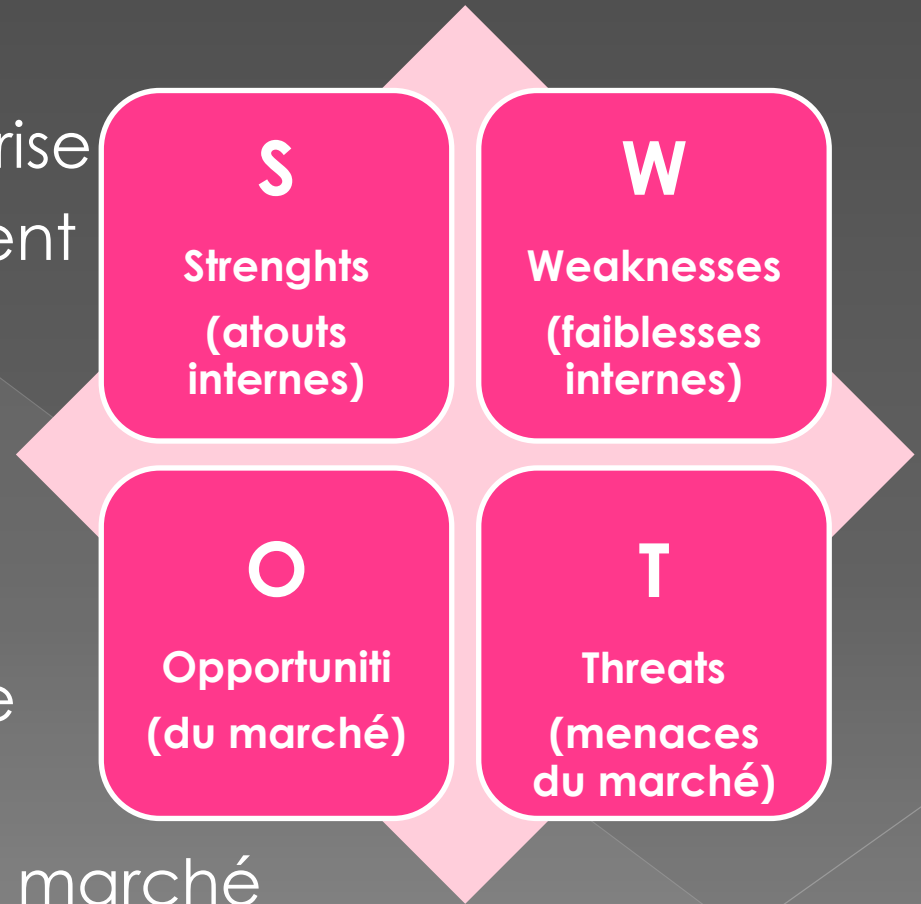 rise
ent
e
marché
S
Strenghts
(atouts
internes)
W
Weaknesses
(faiblesses
internes)
O
Opportuniti
(du marché)
T
Threats
(menaces
du marché)